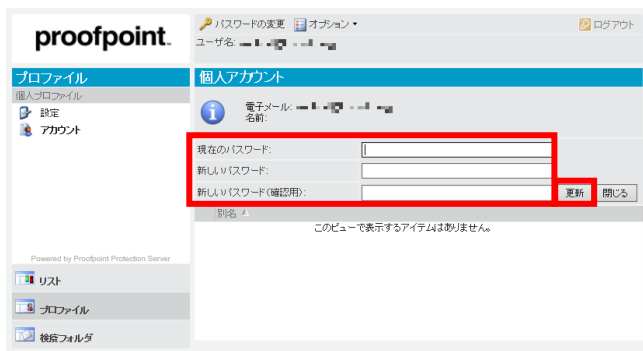 proofpoint.
パスワードの変更 オプション
ログアウト
ユーザ名:
プロファイル
個人プロファイル
設定
アカウント
個人アカウント
電子メール:
名前:
現在のパスワード:
新しいパスワード:
新しいパスワード(確認用):
更新 閉じる
別名
このビューで表示するアイテムはありません。
Powered by Proofpoint Protection Server
リスト
プロファイル
検疫フォルダ